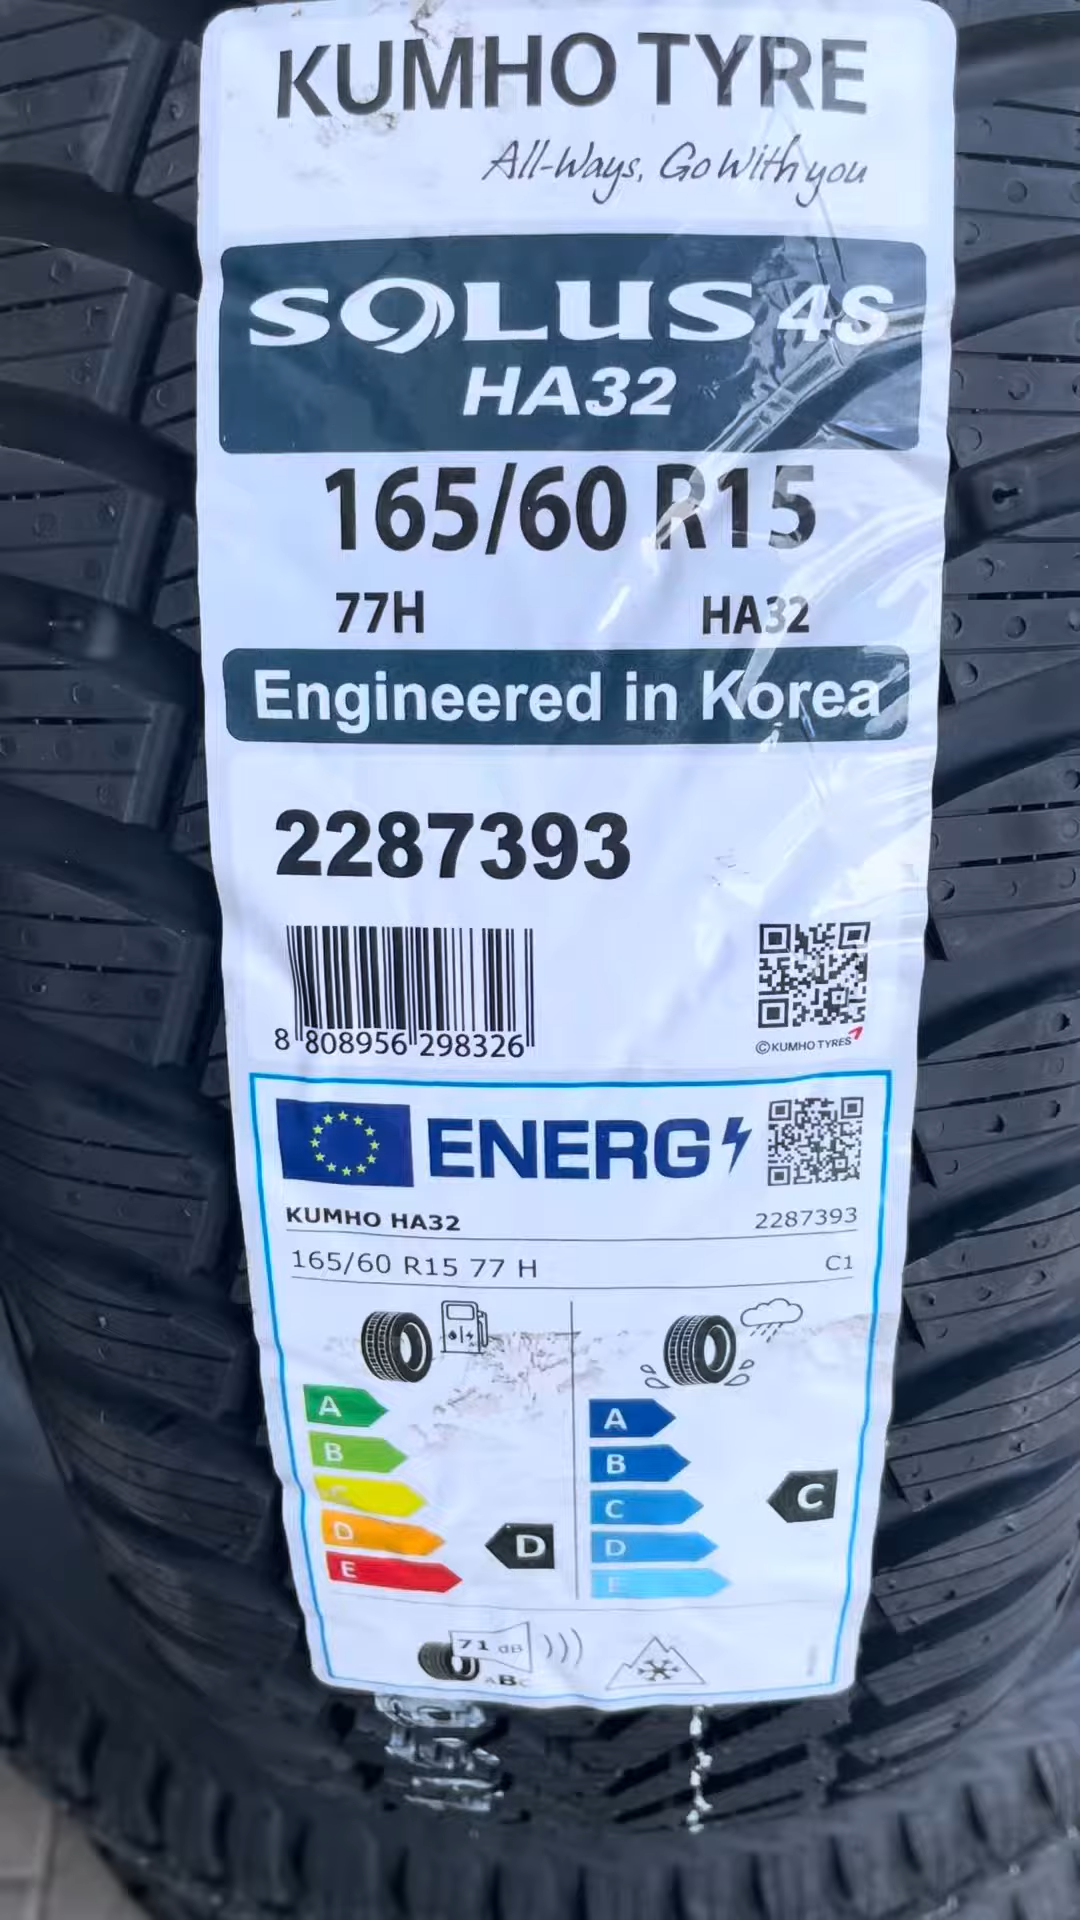 KUMHO TYRE
All-Ways, Go With you
SOLUS 4S
HA32
165/60 R15
77H HA32
Engineered in Korea
2287393
8 808956 298326
©KUMHO TYRES
ENERG
KUMHO HA32 2287393
165/60 R15 77 H C1
A
B
C
D
E
D
A
B
C
D
E
C
71 dB
ABC